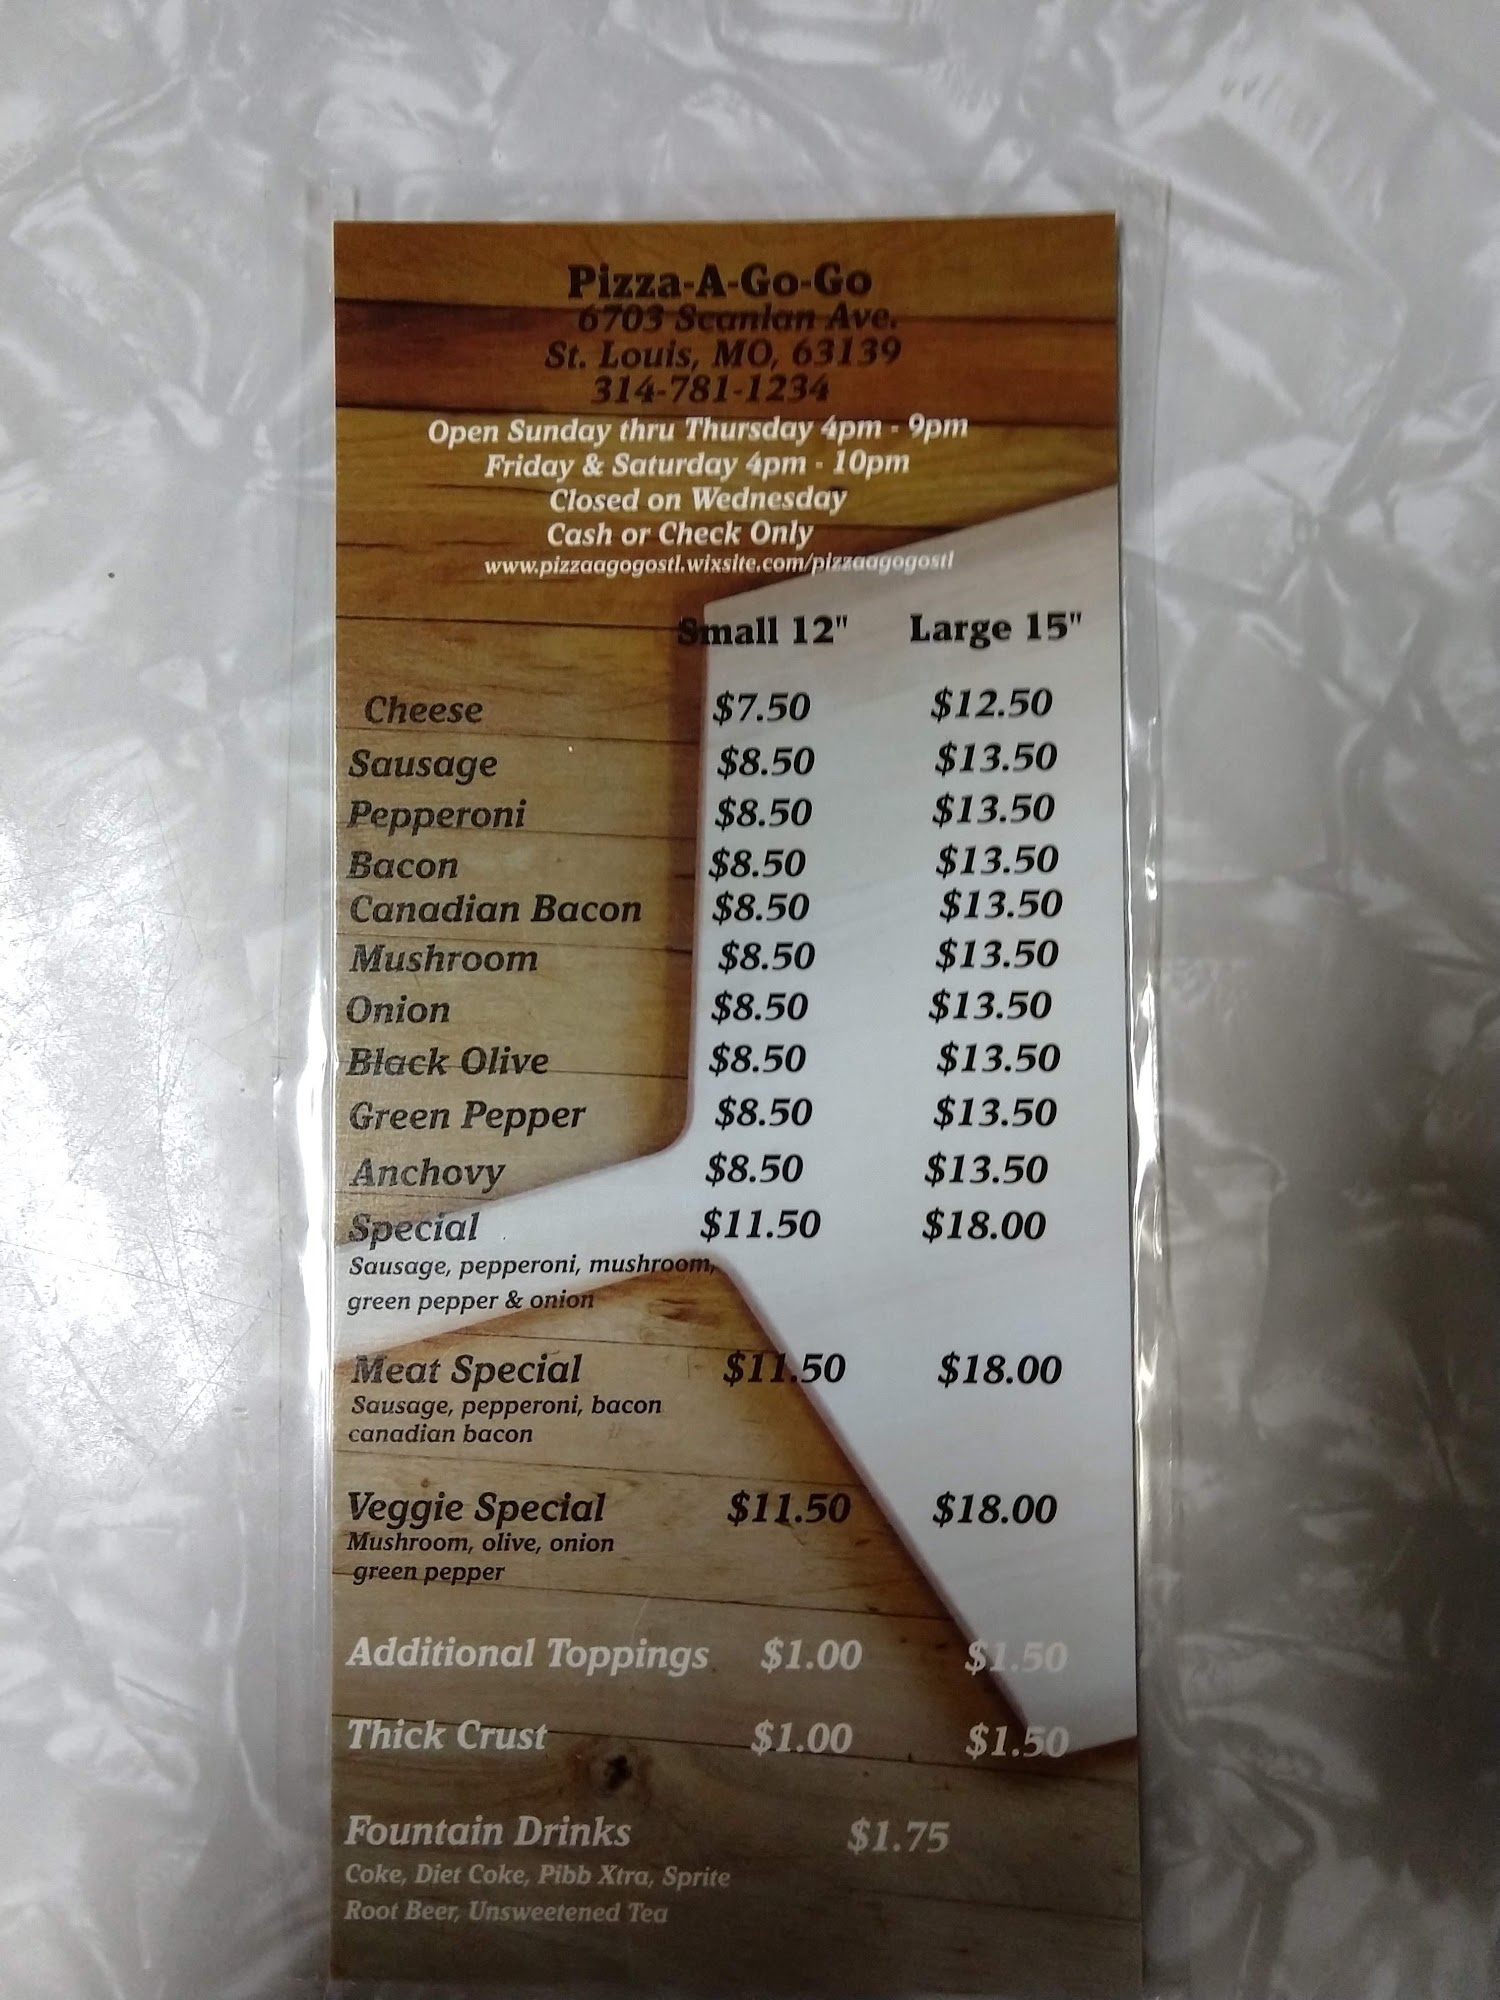 Pizza-A-Go-Go
6703 Scanlan Ave.
St. Louis, MO, 63139
314-781-1234
Open Sunday thru Thursday 4pm - 9pm
Friday & Saturday 4pm - 10pm
Closed on Wednesday
Cash or Check Only
www.pizzaagogostl.wixsite.com/pizzaagogostl
Small 12" Large 15"
Cheese $7.50 $12.50
Sausage $8.50 $13.50
Pepperoni $8.50 $13.50
Bacon $8.50 $13.50
Canadian Bacon $8.50 $13.50
Mushroom $8.50 $13.50
Onion $8.50 $13.50
Black Olive $8.50 $13.50
Green Pepper $8.50 $13.50
Anchovy $8.50 $13.50
Special $11.50 $18.00
Sausage, pepperoni, mushroom,
green pepper & onion
Meat Special $11.50 $18.00
Sausage, pepperoni, bacon
canadian bacon
Veggie Special $11.50 $18.00
Mushroom, olive, onion
green pepper
Additional Toppings $1.00 $1.50
Thick Crust $1.00 $1.50
Fountain Drinks $1.75
Coke, Diet Coke, Pibb Xtra, Sprite
Root Beer, Unsweetened Tea